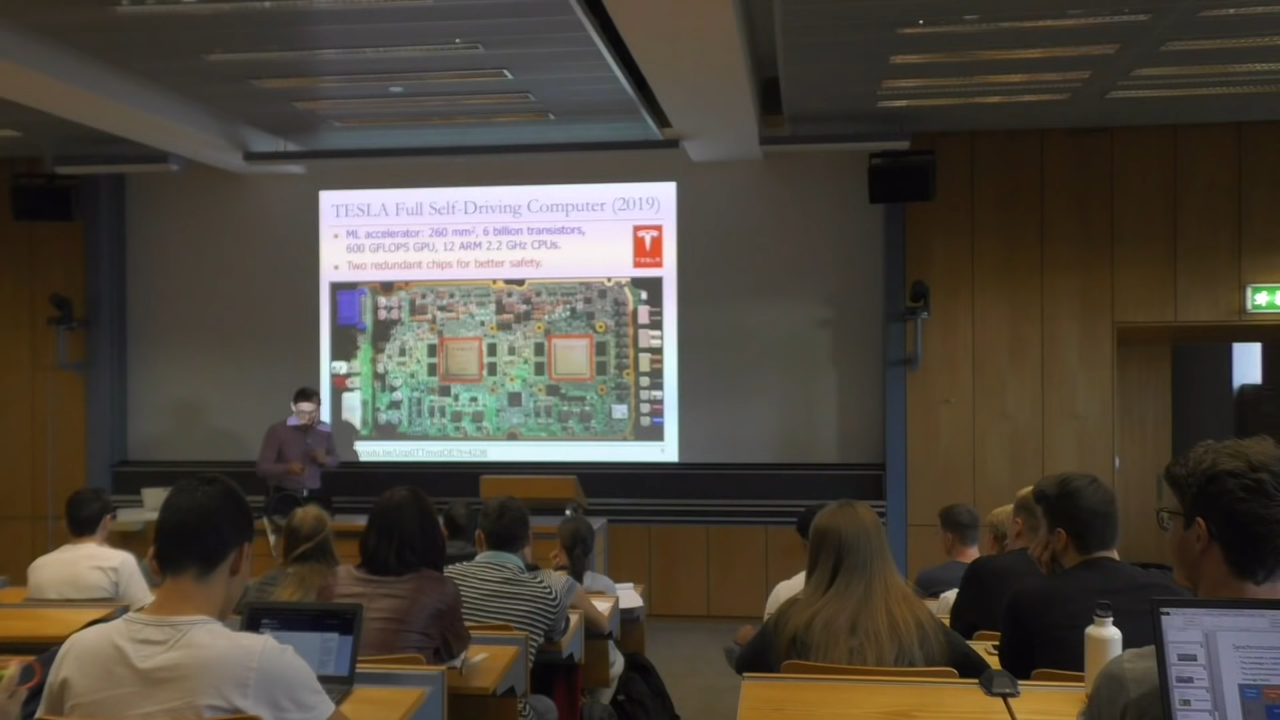 TESLA Full Self-Driving Computer (2019)
ML accelerator: 260 mm², 6 billion transistors,
600 GFLOPS GPU, 12 ARM 2.2 GHz CPUs.
Two redundant chips for better safety.
TESLA